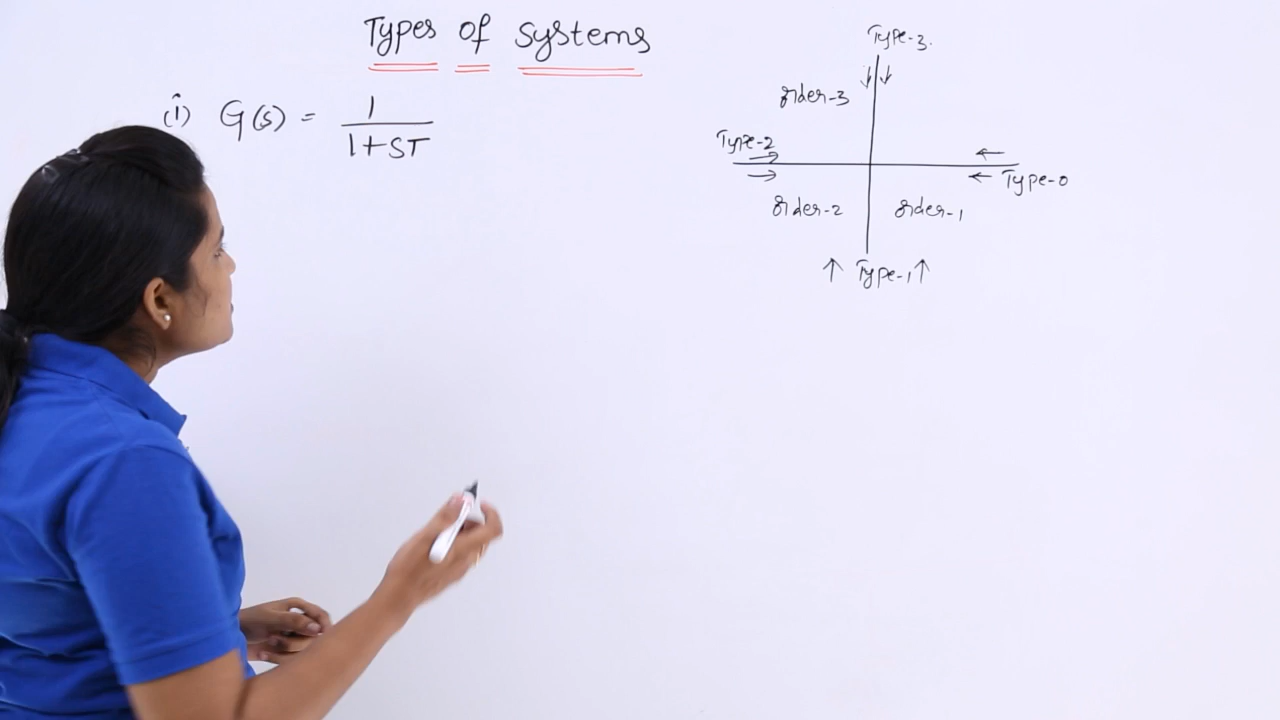 Types of Systems
(i) G(s) = 1 / 1+ST
Type-3.
order-3
Type-2
Type-0
order-2
order-1
Type-1